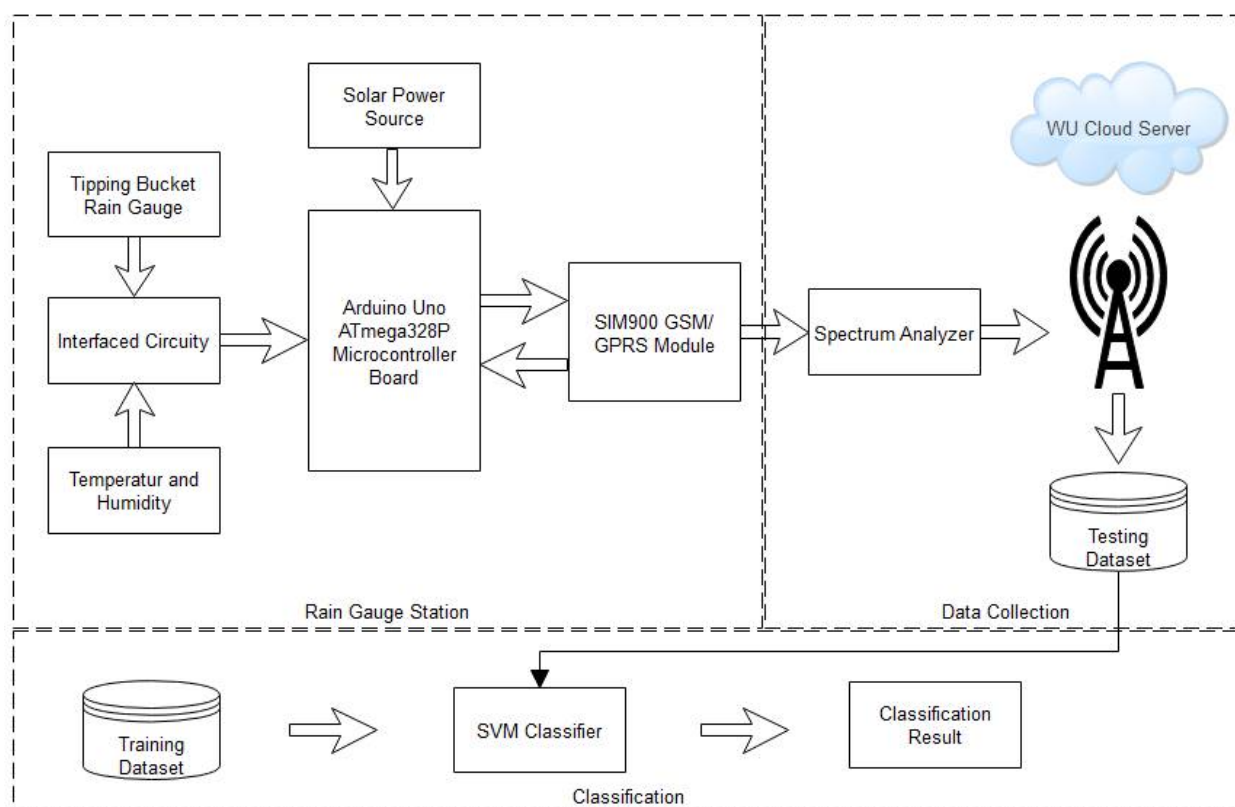 Solar Power
Source
WU Cloud Server
Tipping Bucket
Rain Gauge
Interfaced Circuity
Arduino Uno
ATmega328P
Microcontroller
Board
SIM900 GSM/
GPRS Module
Spectrum Analyzer
Temperatur and
Humidity
Testing
Dataset
Rain Gauge Station
Data Collection
Training
Dataset
SVM Classifier
Classification
Result
Classification